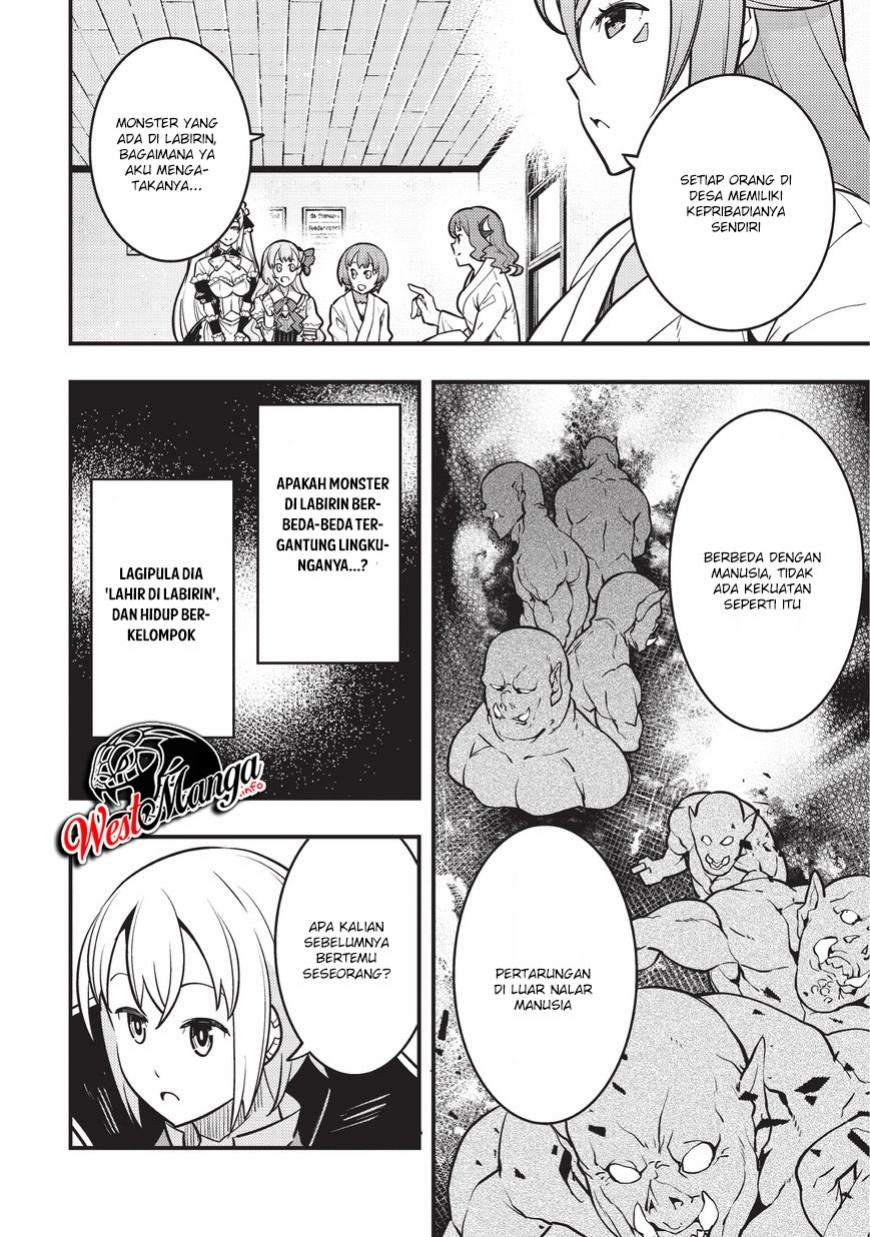 SETIAP ORANG DI
DESA MEMILIKI
KEPRIBADIANYA
SENDIRI
MONSTER YANG
ADA DI LABIRIN,
BAGAIMANA YA
AKU MENGA-
TAKANYA...
BERBEDA DENGAN
MANUSIA, TIDAK
ADA KEKUATAN
SEPERTI ITU
PERTARUNGAN
DI LUAR NALAR
MANUSIA
APAKAH MONSTER
DI LABIRIN BER-
BEDA-BEDA TER-
GANTUNG LINGKU-
NGANYA...?
LAGIPULA DIA
'LAHIR DI LABIRIN',
DAN HIDUP BER-
KELOMPOK
WestManga
.info
APA KALIAN
SEBELUMNYA
BERTEMU
SESEORANG?